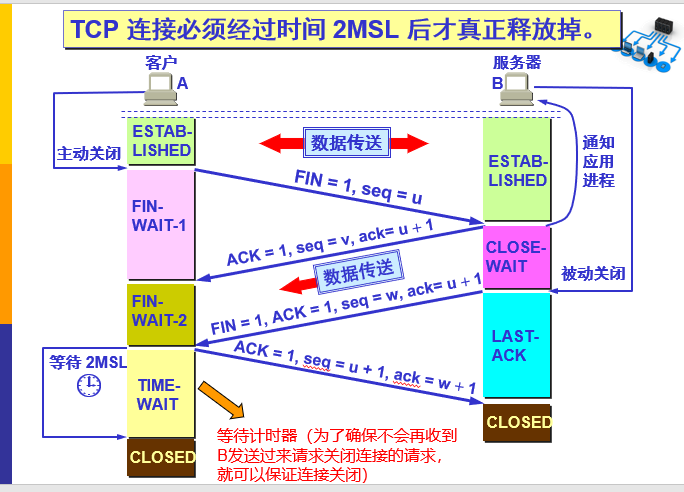 TCP 连接必须经过时间 2MSL 后才真正释放掉。
客户
A
服务器
B
ESTAB-
LISHED
主动关闭
数据传送
ESTAB-
LISHED
通知
应用
进程
FIN = 1, seq = u
FIN-
WAIT-1
ACK = 1, seq = v, ack= u + 1
CLOSE-
WAIT
数据传送
被动关闭
FIN-
WAIT-2
FIN = 1, ACK = 1, seq = w, ack= u + 1
LAST-
ACK
ACK = 1, seq = u + 1, ack = w + 1
等待 2MSL
TIME-
WAIT
CLOSED
等待计时器（为了确保不会再收到
B发送过来请求关闭连接的请求，
就可以保证连接关闭）
CLOSED